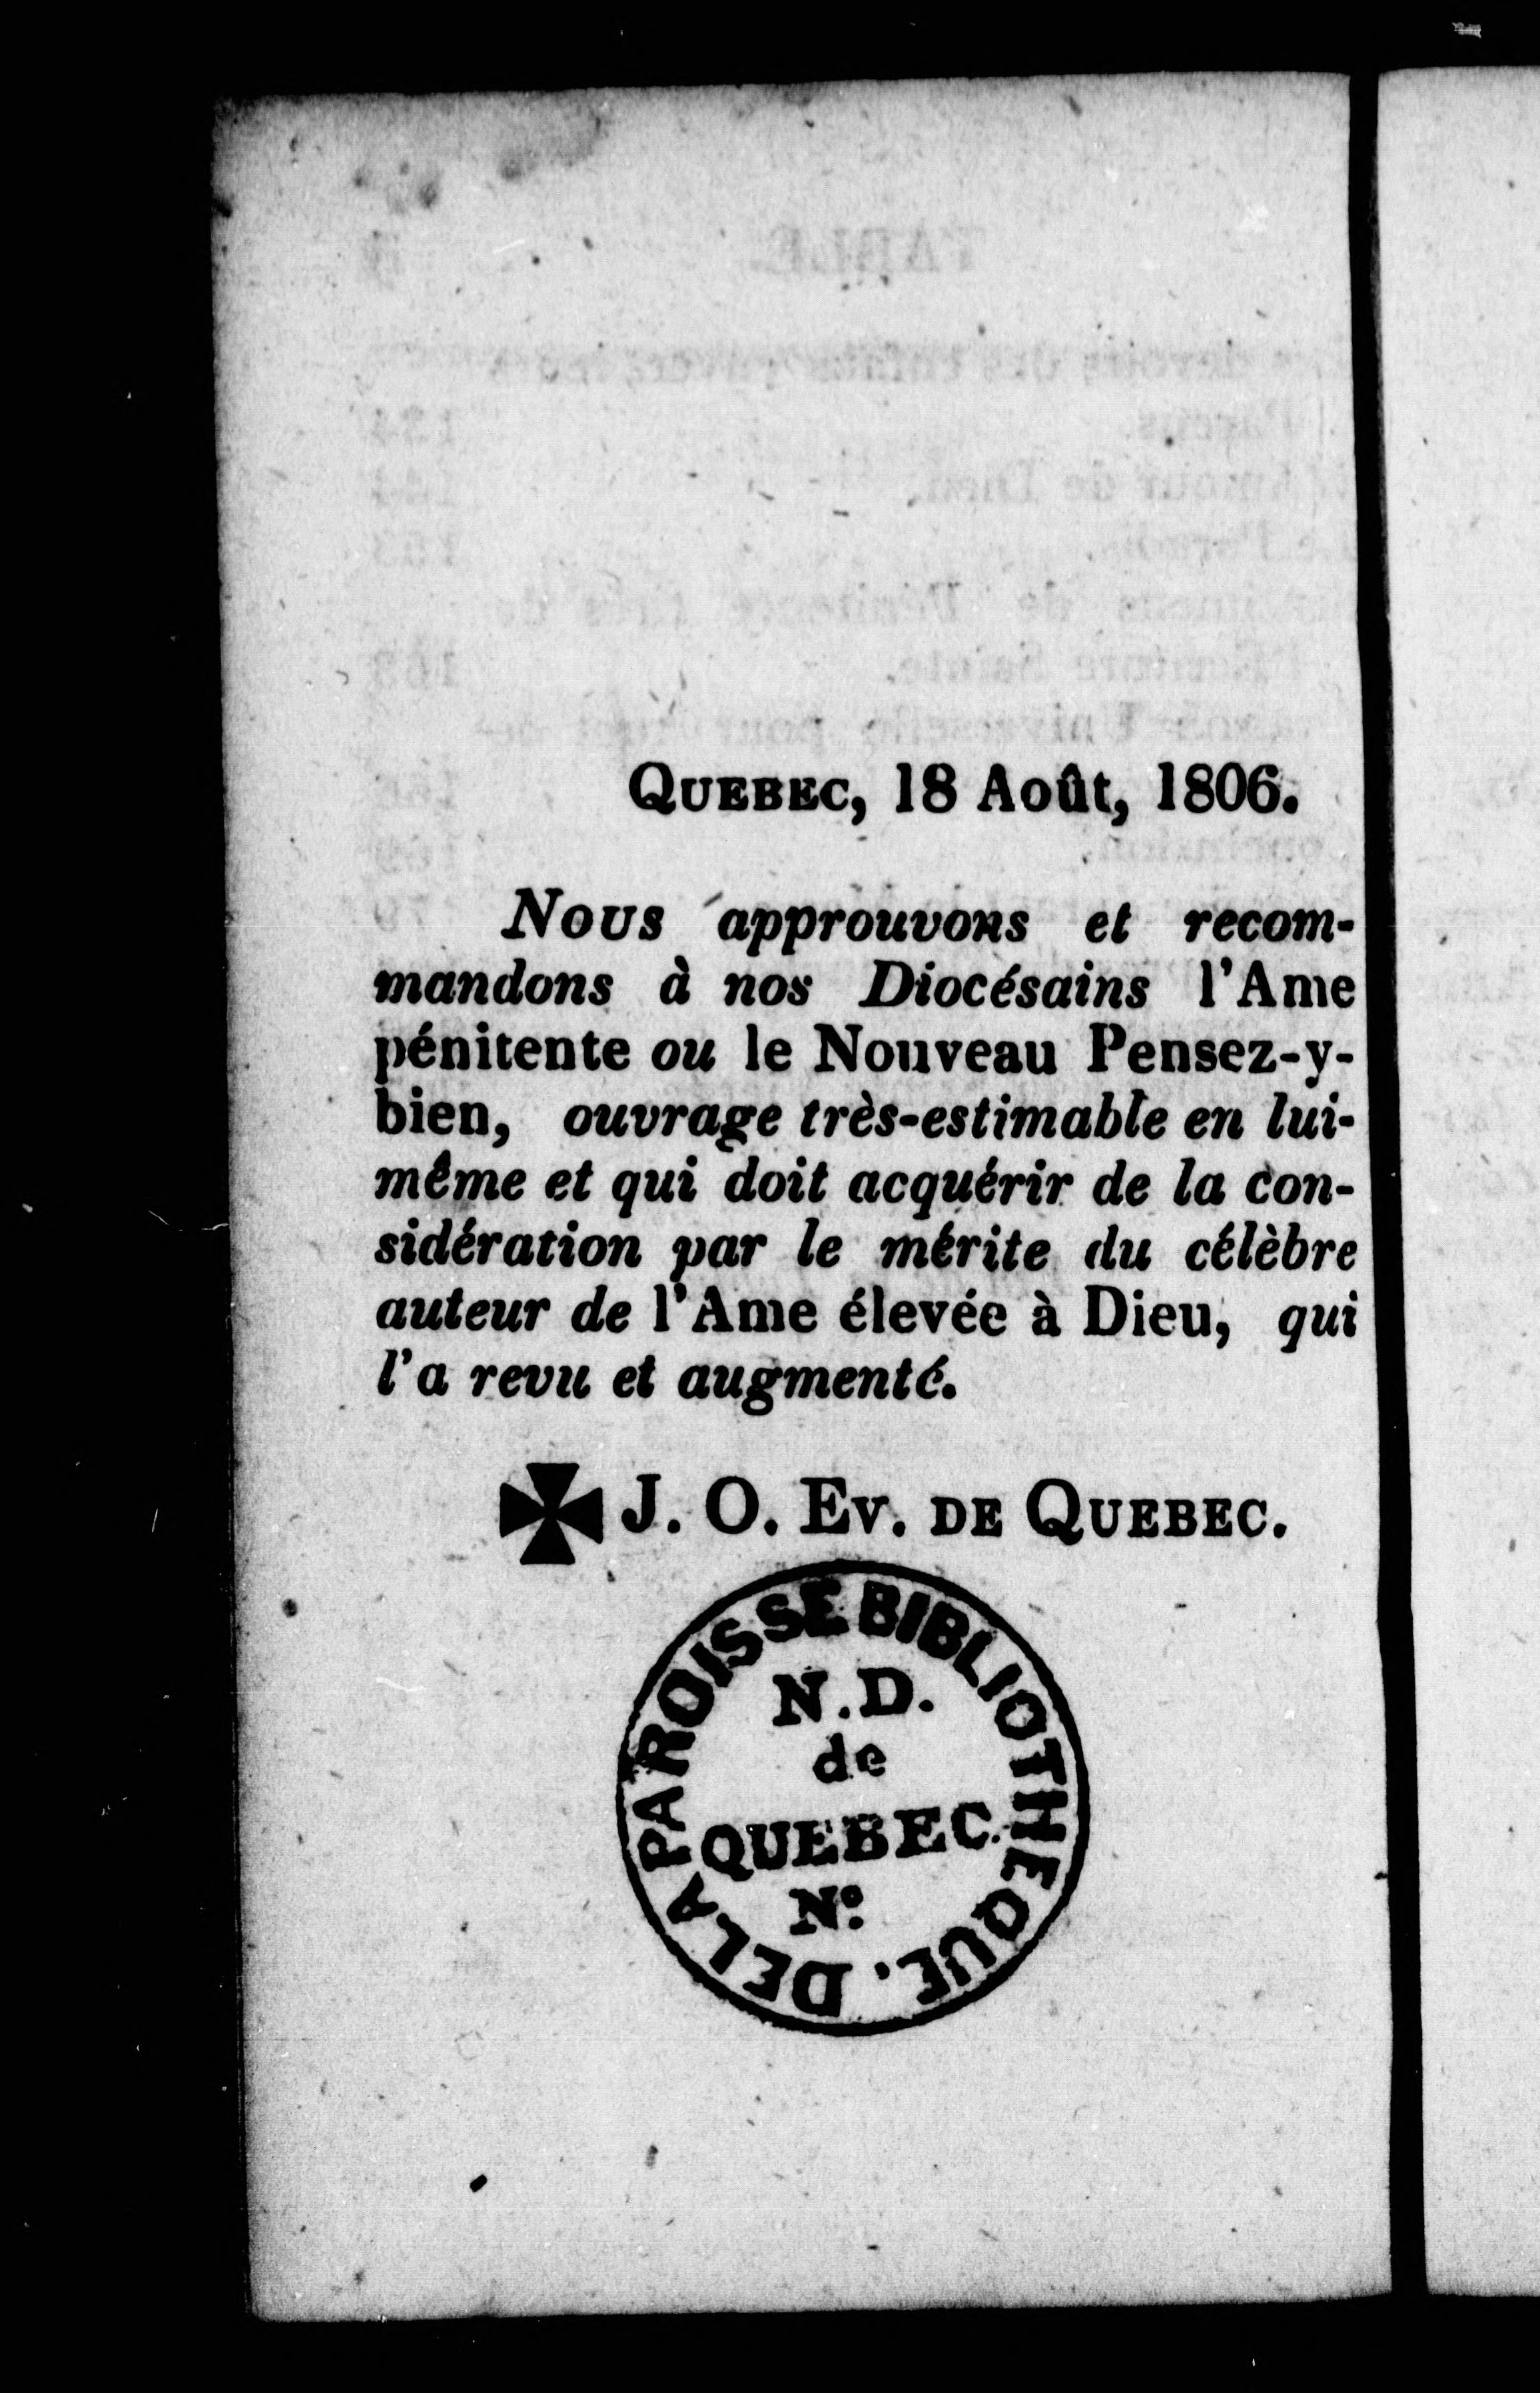 QUEBEC, 18 Août, 1806.
NOUS approuvons et recom-
mandons à nos Diocésains l'Ame
pénitente ou le Nouveau Pensez-y-
bien, ouvrage très-estimable en lui-
même et qui doit acquérir de la con-
sidération par le mérite du célèbre
auteur de l'Ame élevée à Dieu, qui
l'a revu et augmenté.
✠ J. O. EV. DE QUEBEC.
BIBLIOTHEQUE. DE LA PAROISSE
N.D.
de
QUEBEC.
Nº